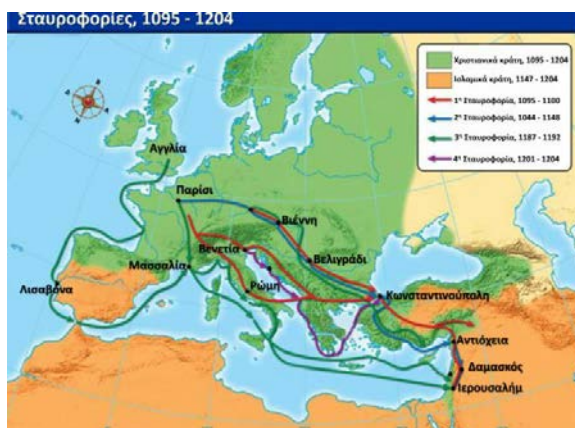 Σταυροφορίες, 1095 - 1204
Χριστιανικά κράτη, 1095 - 1204
Ισλαμικά κράτη, 1147 - 1204
1η Σταυροφορία, 1095 - 1100
2η Σταυροφορία, 1044 - 1148
3η Σταυροφορία, 1187 - 1192
4η Σταυροφορία, 1201 - 1204
Αγγλία
Παρίσι
Βιέννη
Βενετία
Βελιγράδι
Μασσαλία
Ρώμη
Κωνσταντινούπολη
Λισαβόνα
Αντιόχεια
Δαμασκός
Ιερουσαλήμ